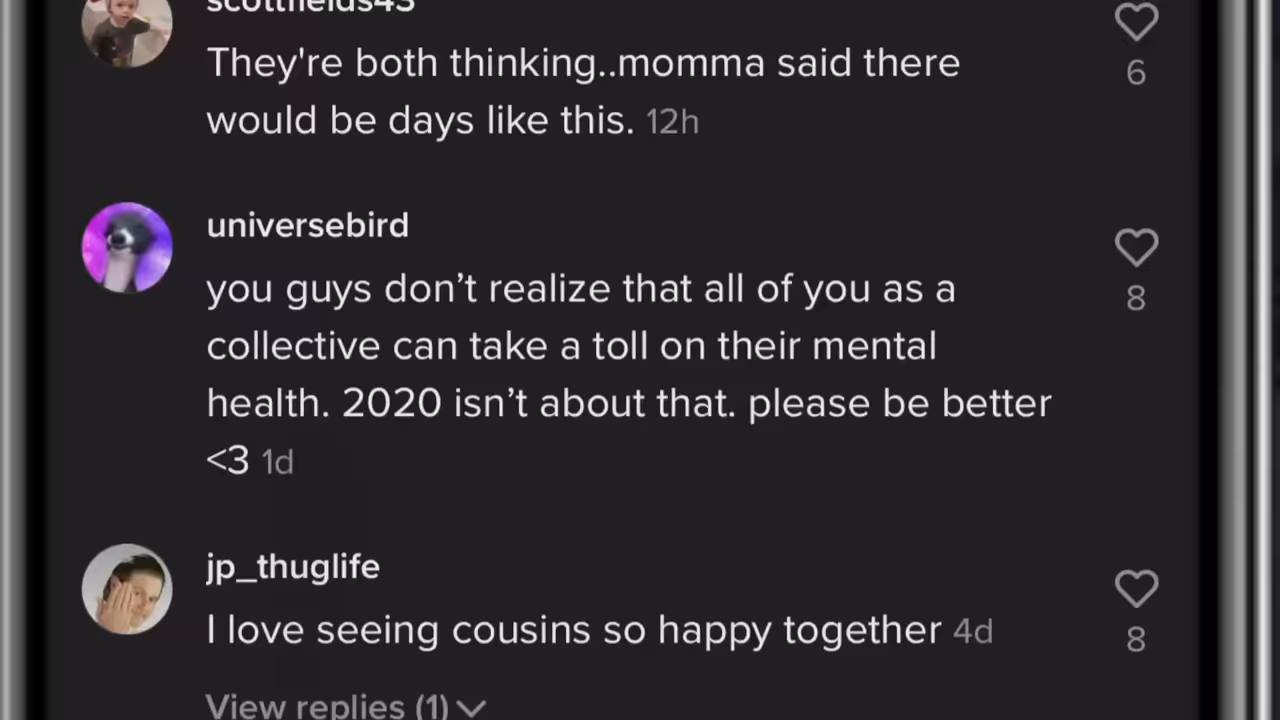 scottfields43
They're both thinking..momma said there
would be days like this. 12h
6
universebird
you guys don’t realize that all of you as a
collective can take a toll on their mental
health. 2020 isn’t about that. please be better
<3 1d
8
jp_thuglife
I love seeing cousins so happy together 4d
8
View replies (1)